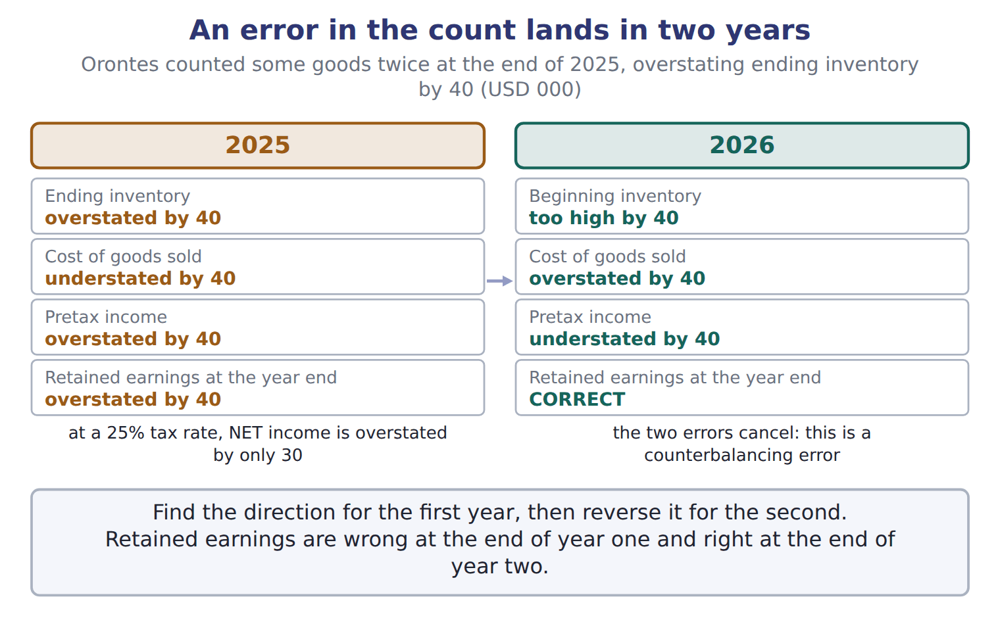 An error in the count lands in two years
Orontes counted some goods twice at the end of 2025, overstating ending inventory
by 40 (USD 000)
2025
Ending inventory
overstated by 40
Cost of goods sold
understated by 40
Pretax income
overstated by 40
Retained earnings at the year end
overstated by 40
at a 25% tax rate, NET income is overstated
by only 30
2026
Beginning inventory
too high by 40
Cost of goods sold
overstated by 40
Pretax income
understated by 40
Retained earnings at the year end
CORRECT
the two errors cancel: this is a
counterbalancing error
Find the direction for the first year, then reverse it for the second.
Retained earnings are wrong at the end of year one and right at the end of
year two.